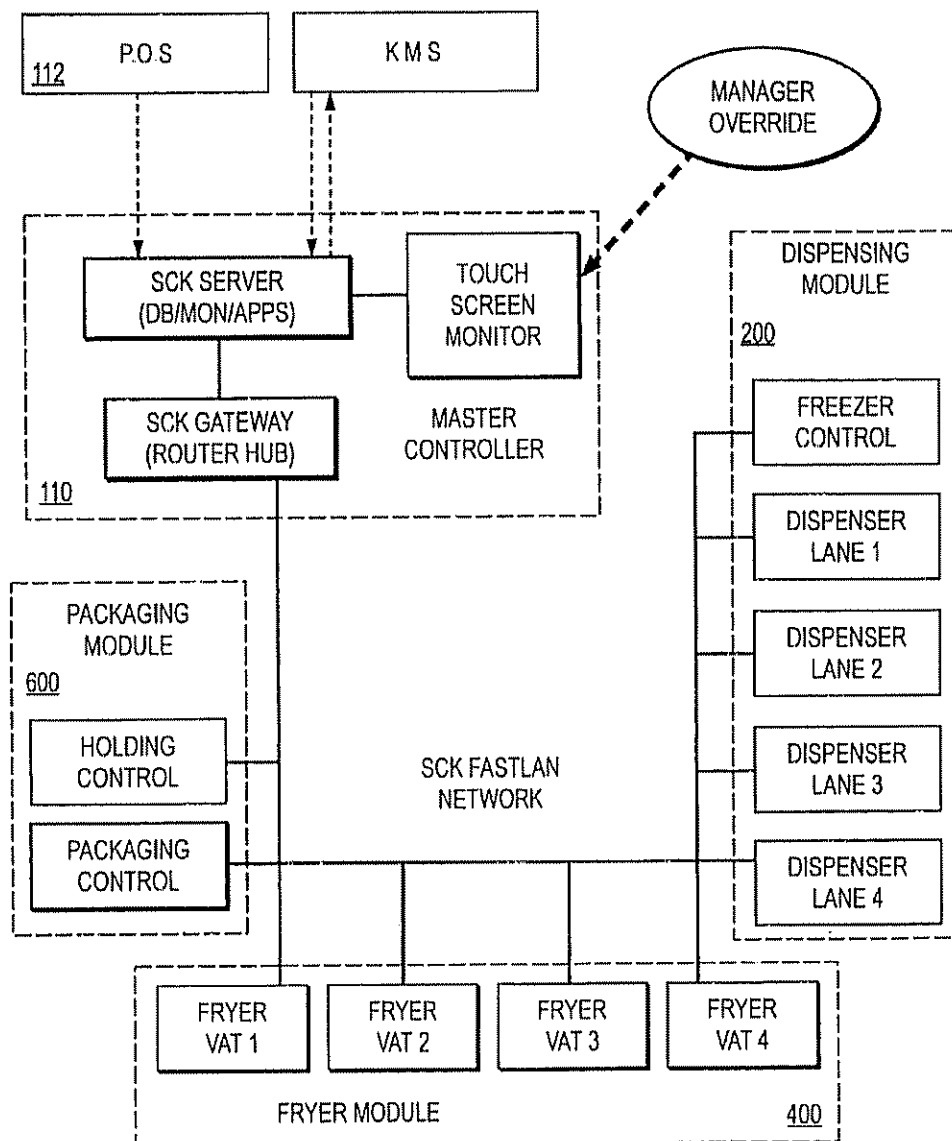 P.O.S
112
K M S
MANAGER
OVERRIDE
SCK SERVER
(DB/MON/APPS)
TOUCH
SCREEN
MONITOR
SCK GATEWAY
(ROUTER HUB)
MASTER
CONTROLLER
110
DISPENSING
MODULE
200
FREEZER
CONTROL
DISPENSER
LANE 1
DISPENSER
LANE 2
DISPENSER
LANE 3
DISPENSER
LANE 4
PACKAGING
MODULE
600
HOLDING
CONTROL
PACKAGING
CONTROL
SCK FASTLAN
NETWORK
FRYER
VAT 1
FRYER
VAT 2
FRYER
VAT 3
FRYER
VAT 4
FRYER MODULE
400